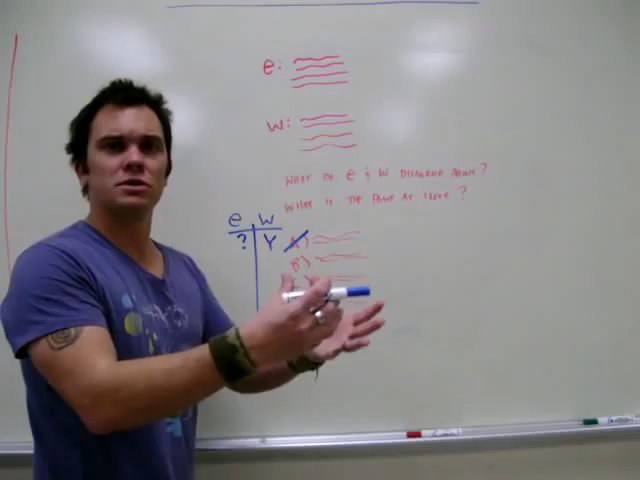 e:
w:
WHAT DO e & W DISAGREE ABOUT?
WHAT IS THE POINT AT ISSUE?
e W
? Y A)
B)